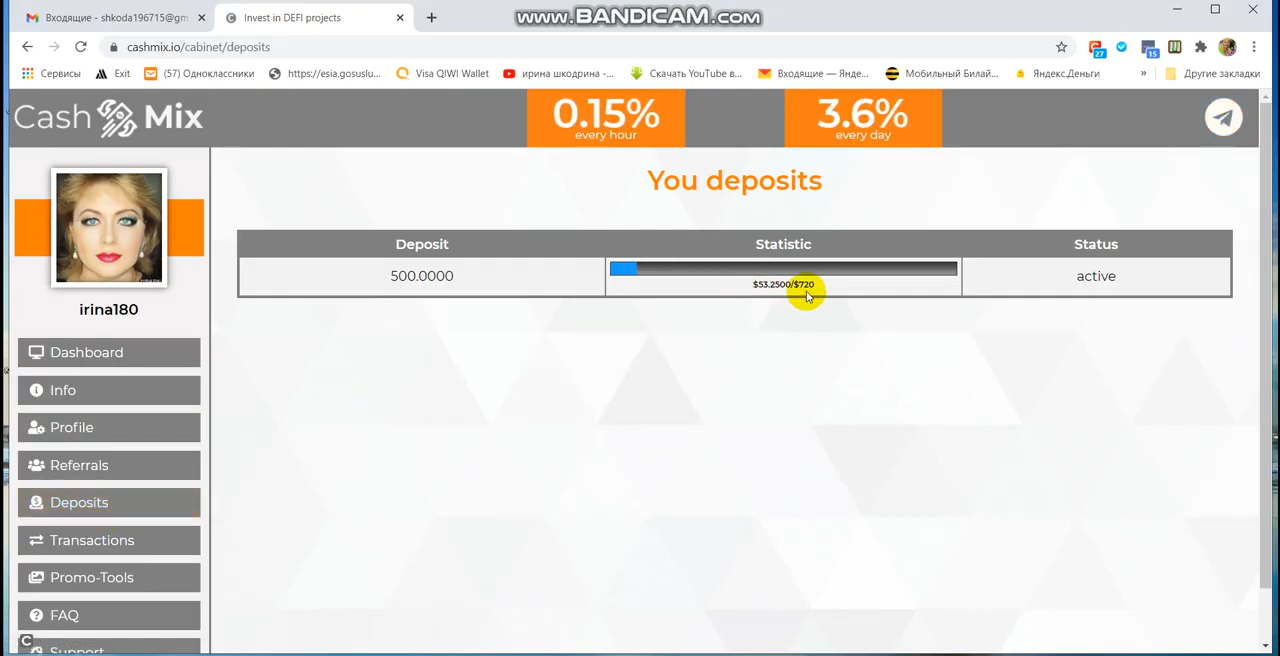 www.BANDICAM.com
Входящие - shkoda196715@gm
Invest in DEFI projects
cashmix.io/cabinet/deposits
27
15
Сервисы
Exit
(57) Одноклассники
https://esia.gosuslu...
Visa QIWI Wallet
ирина шкодрина -...
Скачать YouTube в...
Входящие — Янде...
Мобильный Билай...
Яндекс.Деньги
»
Другие закладки
Cash Mix
0.15%
every hour
3.6%
every day
You deposits
Deposit Statistic Status
500.0000 $53.2500/$720 active
irina180
Dashboard
Info
Profile
Referrals
Deposits
Transactions
Promo-Tools
FAQ
Support